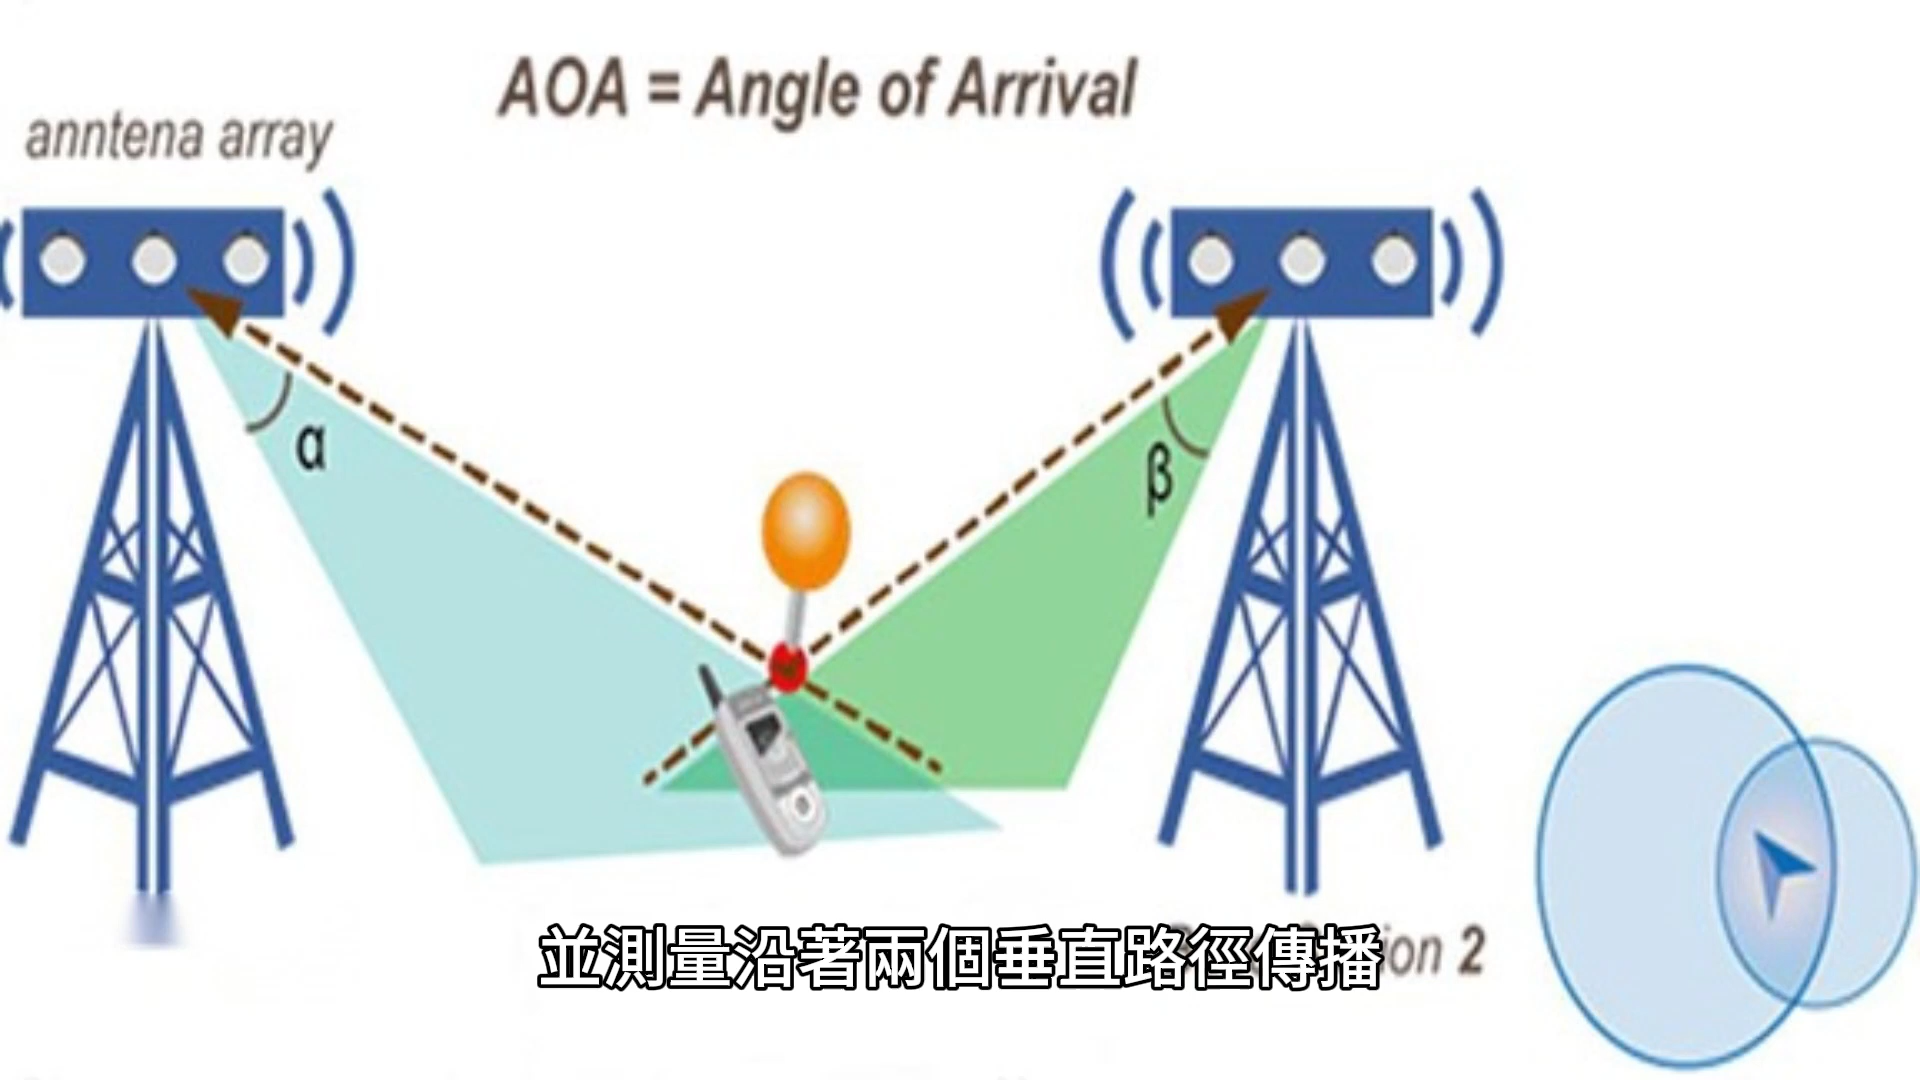 AOA = Angle of Arrival
anntena array
α
β
2
並測量沿著兩個垂直路徑傳播